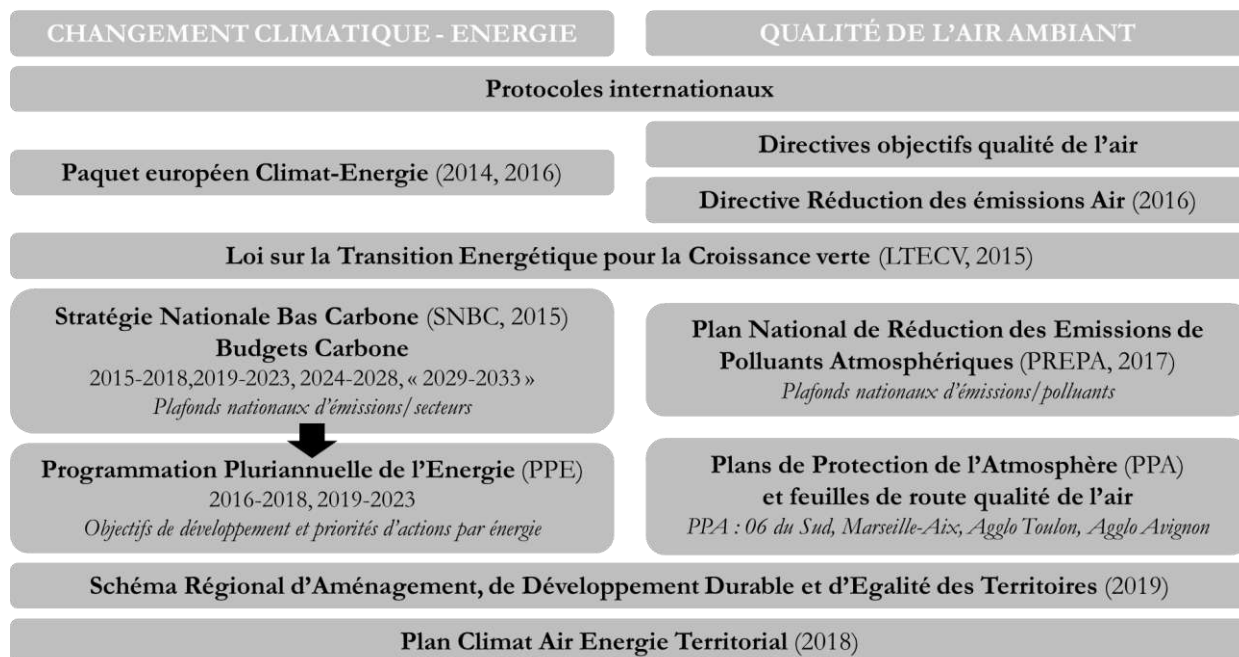 CHANGEMENT CLIMATIQUE - ENERGIE
QUALITÉ DE L'AIR AMBIANT
Protocoles internationaux
Paquet européen Climat-Energie (2014, 2016)
Directives objectifs qualité de l'air
Directive Réduction des émissions Air (2016)
Loi sur la Transition Energétique pour la Croissance verte (LTECV, 2015)
Stratégie Nationale Bas Carbone (SNBC, 2015)
Budgets Carbone
2015-2018,2019-2023, 2024-2028, « 2029-2033 »
Plafonds nationaux d'émissions/secteurs
Plan National de Réduction des Emissions de
Polluants Atmosphériques (PREPA, 2017)
Plafonds nationaux d'émissions/polluants
Programmation Pluriannuelle de l'Energie (PPE)
2016-2018, 2019-2023
Objectifs de développement et priorités d'actions par énergie
Plans de Protection de l'Atmosphère (PPA)
et feuilles de route qualité de l'air
PPA : 06 du Sud, Marseille-Aix, Agglo Toulon, Agglo Avignon
Schéma Régional d'Aménagement, de Développement Durable et d'Egalité des Territoires (2019)
Plan Climat Air Energie Territorial (2018)